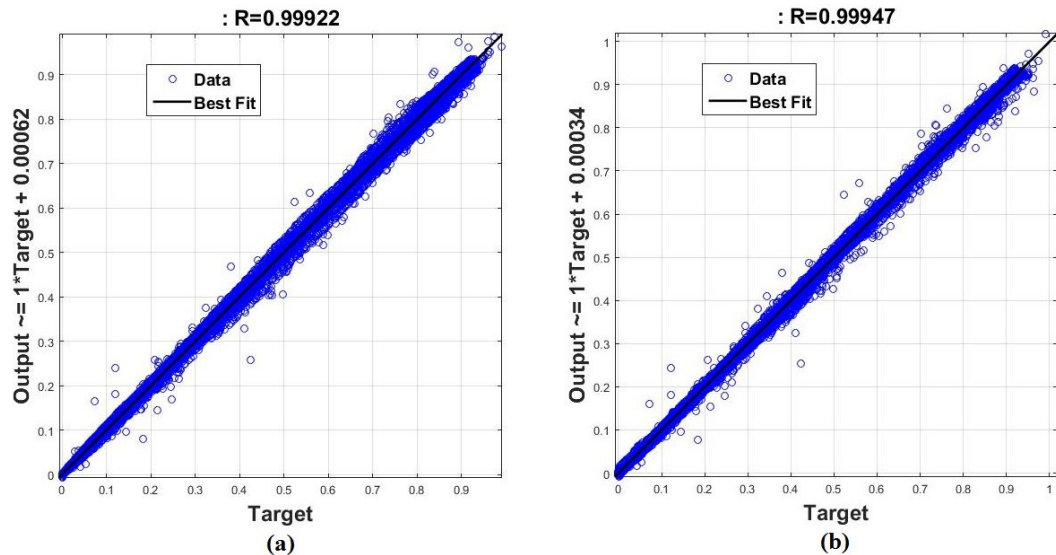 : R=0.99922
Output ~= 1*Target + 0.00062
Data
Best Fit
0.9
0.8
0.7
0.6
0.5
0.4
0.3
0.2
0.1
0
0 0.1 0.2 0.3 0.4 0.5 0.6 0.7 0.8 0.9
Target
(a)
: R=0.99947
Output ~= 1*Target + 0.00034
Data
Best Fit
1
0.9
0.8
0.7
0.6
0.5
0.4
0.3
0.2
0.1
0
0 0.1 0.2 0.3 0.4 0.5 0.6 0.7 0.8 0.9 1
Target
(b)